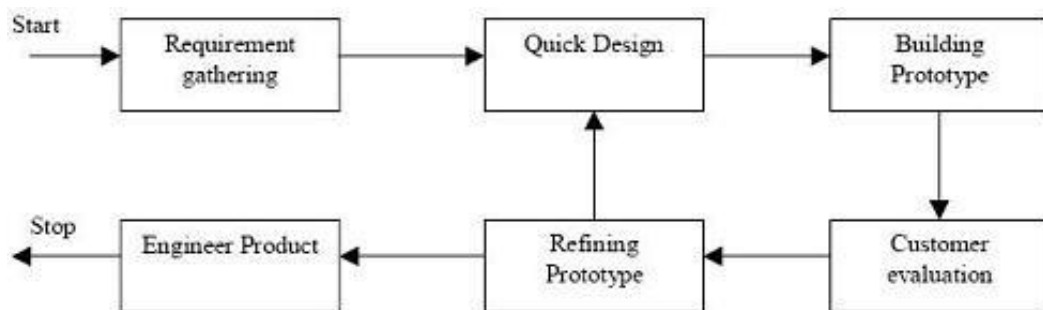 Start
Requirement
gathering
Quick Design
Building
Prototype
Stop
Engineer Product
Refining
Prototype
Customer
evaluation